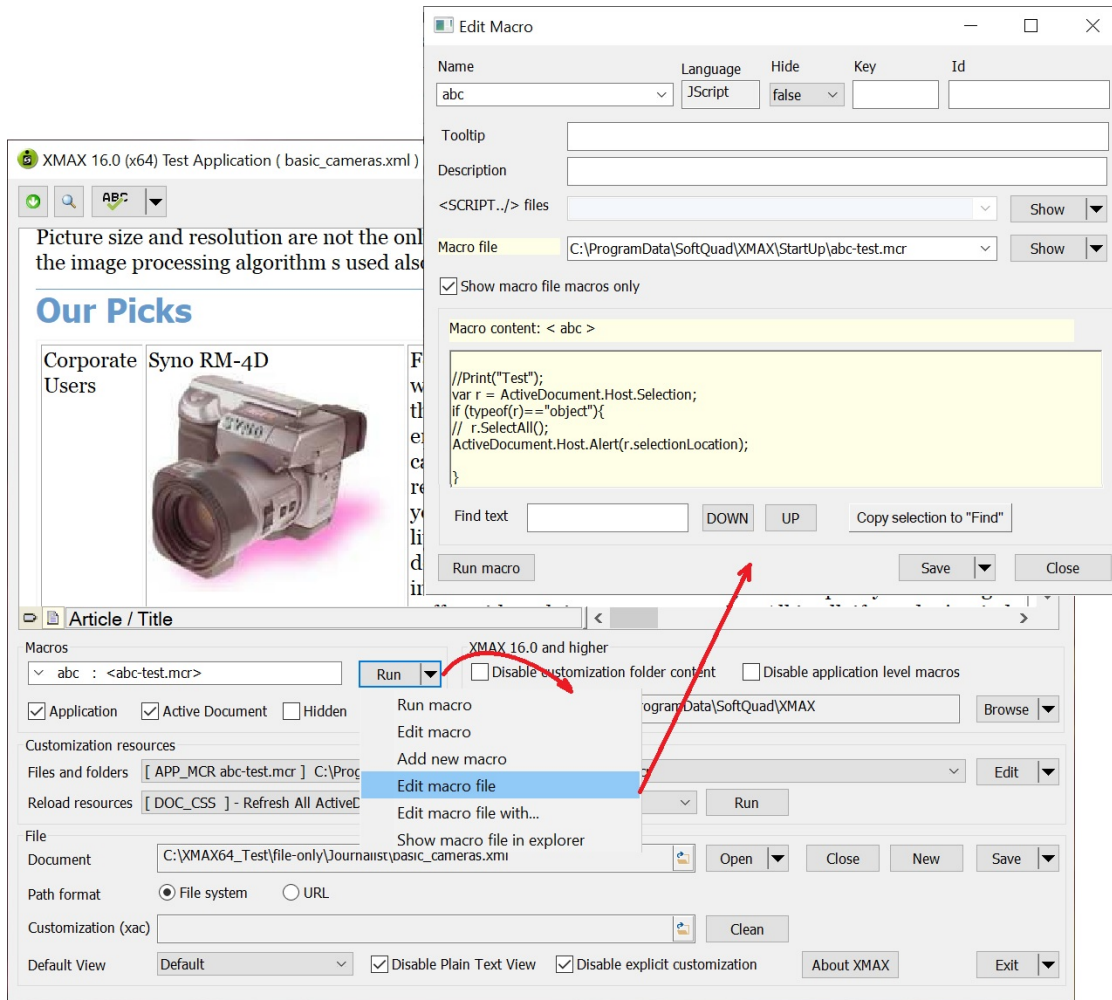 Edit Macro
Name
Language
Hide
Key
Id
abc
JScript
false
Tooltip
Description
<SCRIPT../> files
Show
Macro file
C:\ProgramData\SoftQuad\XMAX\StartUp\abc-test.mcr
Show
Show macro file macros only
Macro content: < abc >
//Print("Test");
var r = ActiveDocument.Host.Selection;
if (typeof(r)=="object"){
// r.SelectAll();
ActiveDocument.Host.Alert(r.selectionLocation);
}
Find text
DOWN
UP
Copy selection to "Find"
Run macro
Save
Close
XMAX 16.0 (x64) Test Application ( basic_cameras.xml )
ABC
Picture size and resolution are not the onl
the image processing algorithm s used also
Our Picks
Corporate
Users
Syno RM-4D
SYNO
Article / Title
Macros
abc : <abc-test.mcr>
Run
Application
Active Document
Hidden
XMAX 16.0 and higher
Disable customization folder content
Disable application level macros
rogramData\SoftQuad\XMAX
Browse
Run macro
Edit macro
Add new macro
Edit macro file
Edit macro file with...
Show macro file in explorer
Customization resources
Files and folders
[ APP_MCR abc-test.mcr ] C:\Prog
Edit
Reload resources
[ DOC_CSS ] - Refresh All ActiveD
Run
File
Document
C:\XMAX64_Test\file-only\Journalist\basic_cameras.xml
Open
Close
New
Save
Path format
File system
URL
Customization (xac)
Clean
Default View
Default
Disable Plain Text View
Disable explicit customization
About XMAX
Exit